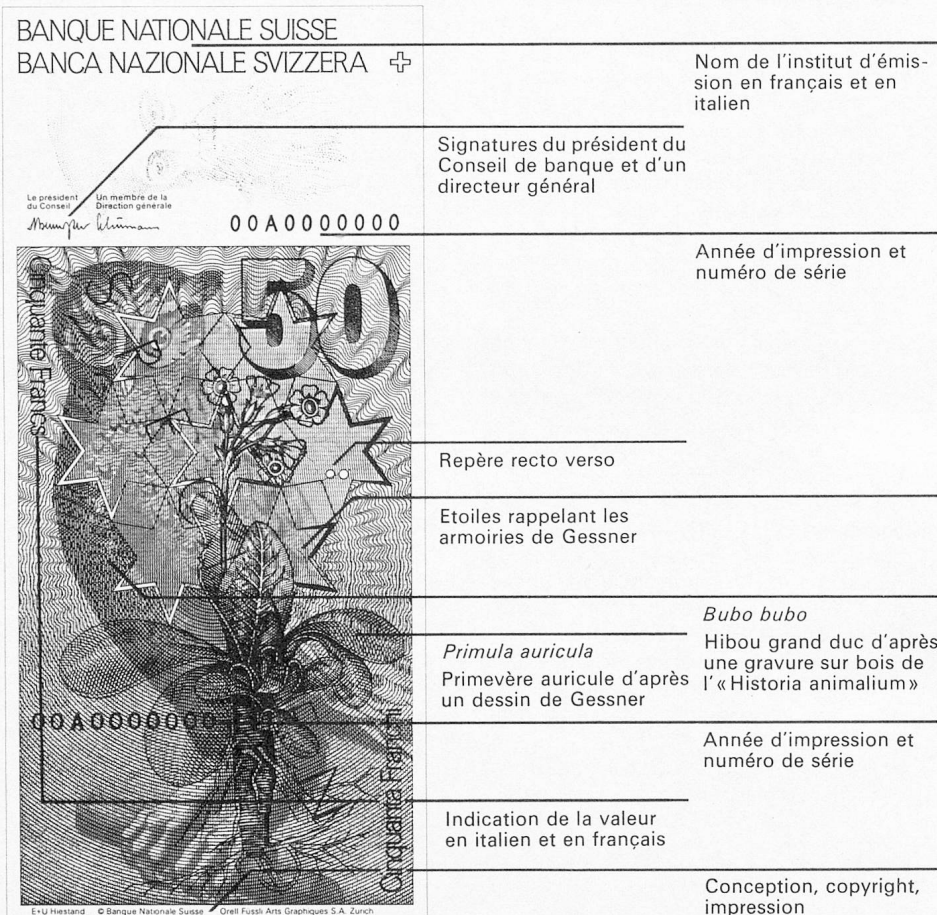 BANQUE NATIONALE SUISSE
BANCA NAZIONALE SVIZZERA
Nom de l'institut d'émis-
sion en français et en
italien
Signatures du président du
Conseil de banque et d'un
directeur général
Le président
du Conseil
Un membre de la
Direction générale
00A0000000
Année d'impression et
numéro de série
Cinquante Francs
50
Repère recto verso
Etoiles rappelant les
armoiries de Gessner
Bubo bubo
Hibou grand duc d'après
une gravure sur bois de
l'«Historia animalium»
Primula auricula
Primevère auricule d'après
un dessin de Gessner
00A0000000
Cinquanta Franchi
Année d'impression et
numéro de série
Indication de la valeur
en italien et en français
Conception, copyright,
impression
E+U Hiestand © Banque Nationale Suisse Orell Füssli Arts Graphiques S.A. Zurich